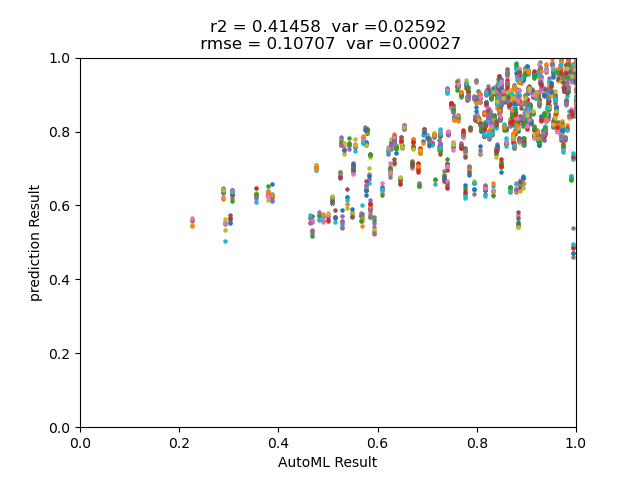 r2 = 0.41458  var =0.02592
rmse = 0.10707  var =0.00027
1.0
0.8
0.6
0.4
0.2
0.0
prediction Result
0.0 0.2 0.4 0.6 0.8 1.0
AutoML Result